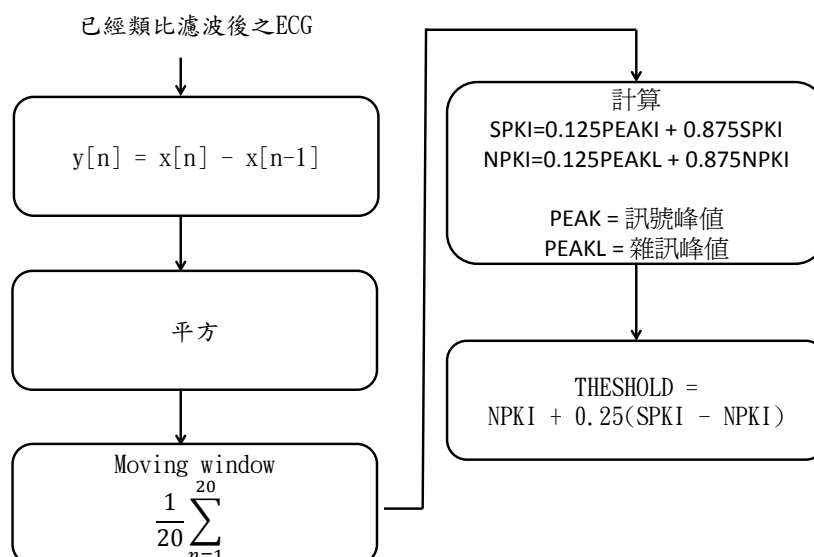 已經類比濾波後之ECG
y[n] = x[n] - x[n-1]
平方
Moving window
20
1
20
∑
n=1
計算
SPKI=0.125PEAKI + 0.875SPKI
NPKI=0.125PEAKL + 0.875NPKI
PEAK = 訊號峰值
PEAKL = 雜訊峰值
THESHOLD =
NPKI + 0.25(SPKI - NPKI)